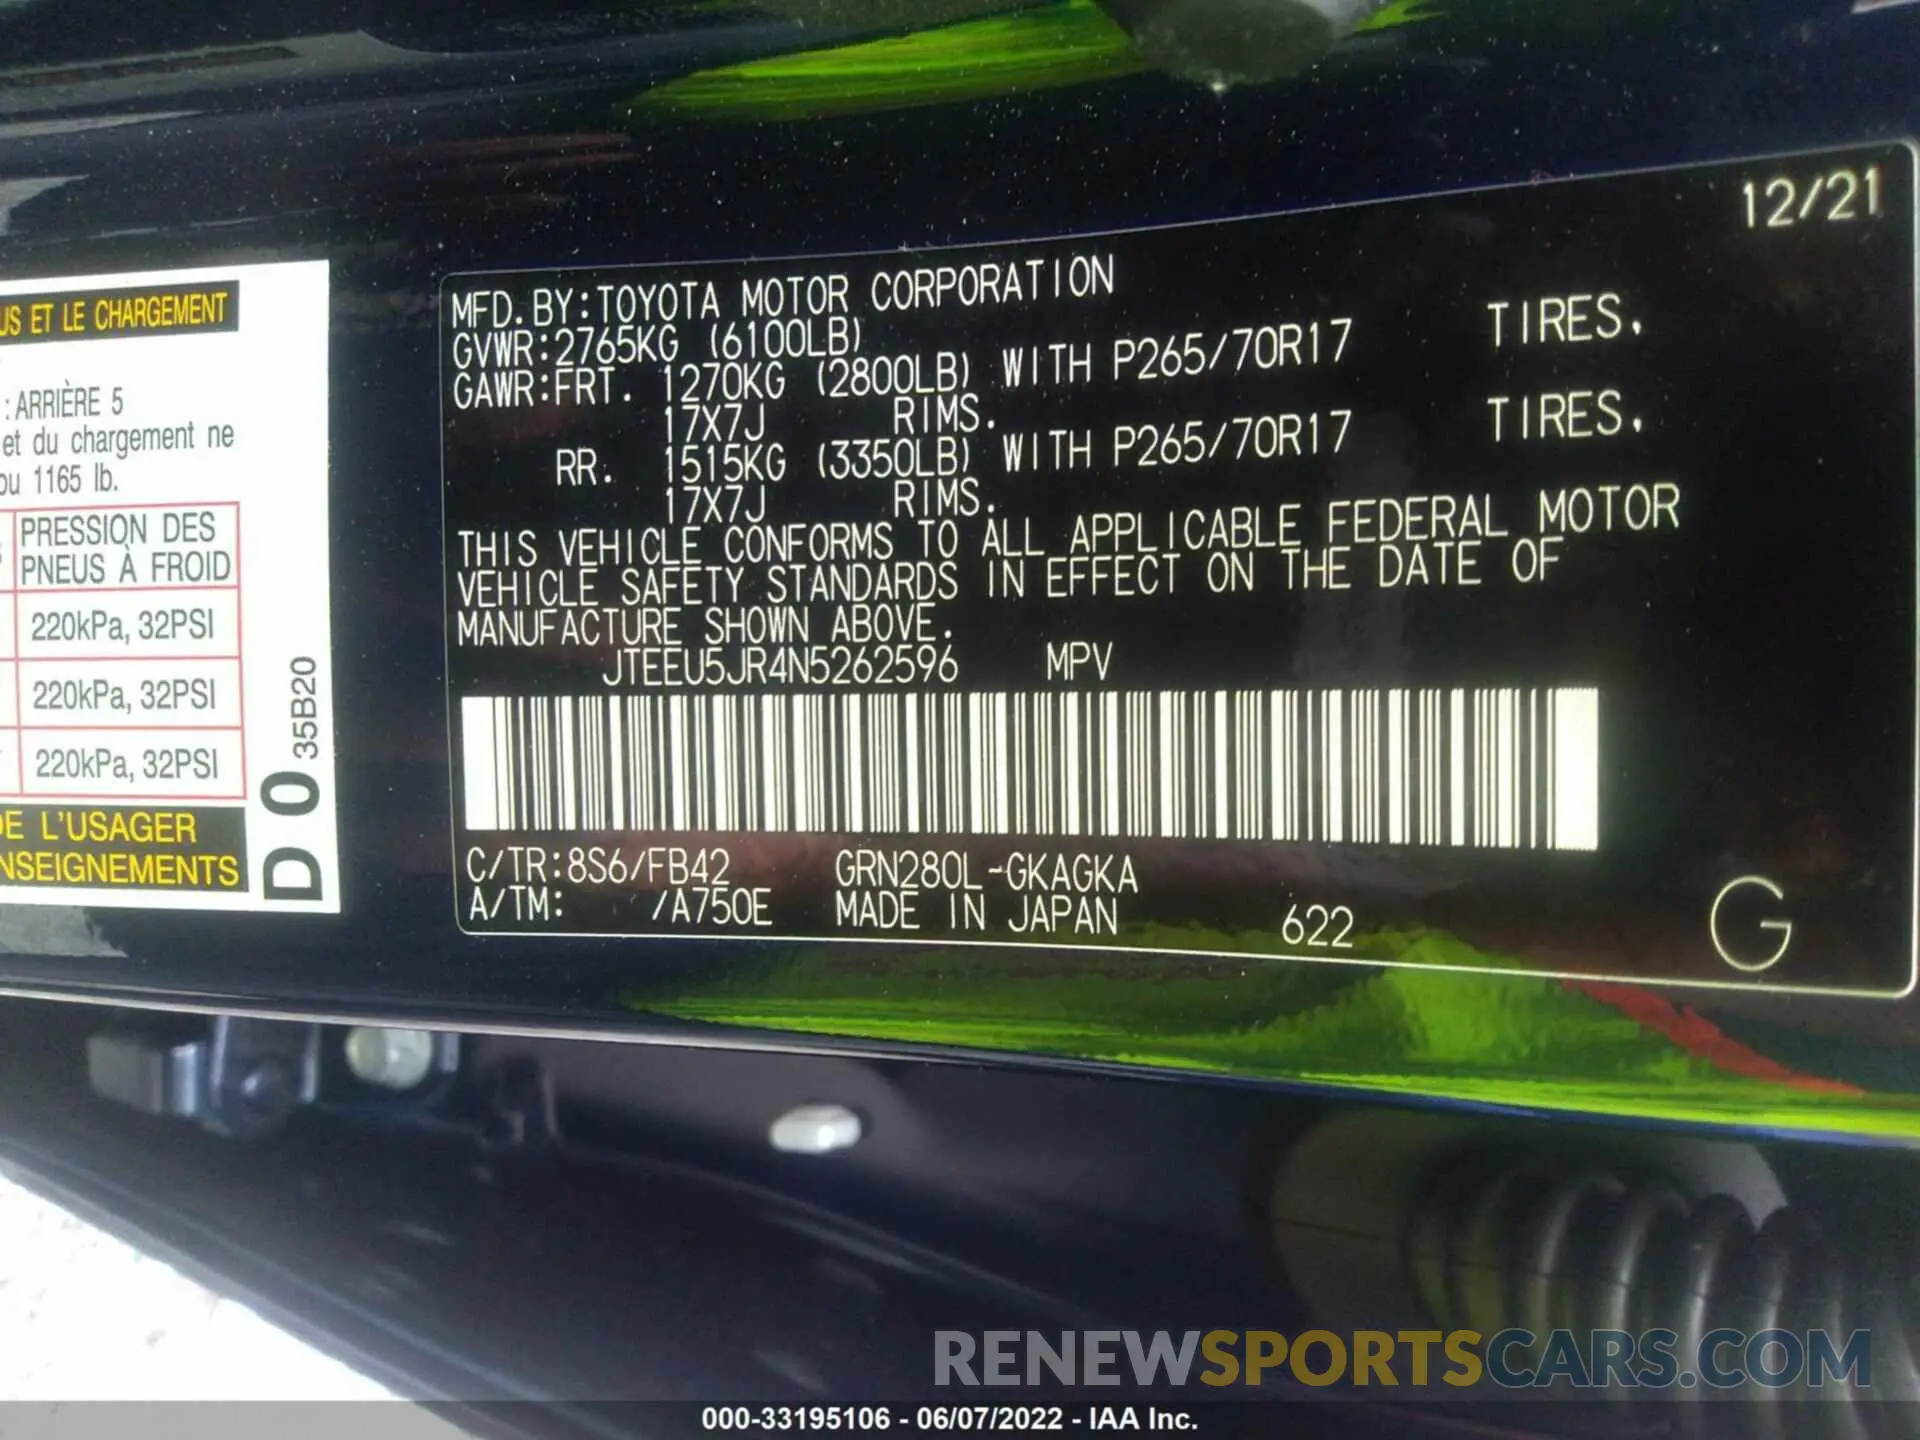 US ET LE CHARGEMENT
: ARRIÈRE 5
et du chargement ne
ou 1165 lb.
PRESSION DES
PNEUS À FROID
220kPa, 32PSI
220kPa, 32PSI
220kPa, 32PSI
DE L'USAGER
NSEIGNEMENTS
D 0 35B20
12/21
MFD. BY:TOYOTA MOTOR CORPORATION
GVWR:2765KG (6100LB)
GAWR:FRT. 1270KG (2800LB) WITH P265/70R17 TIRES,
17X7J RIMS.
RR. 1515KG (3350LB) WITH P265/70R17 TIRES,
17X7J RIMS.
THIS VEHICLE CONFORMS TO ALL APPLICABLE FEDERAL MOTOR
VEHICLE SAFETY STANDARDS IN EFFECT ON THE DATE OF
MANUFACTURE SHOWN ABOVE.
JTEEU5JR4N5262596 MPV
C/TR:8S6/FB42 GRN280L-GKAGKA
A/TM: /A750E MADE IN JAPAN 622
G
RENEWSPORTSCARS.COM
000-33195106 - 06/07/2022 - IAA Inc.